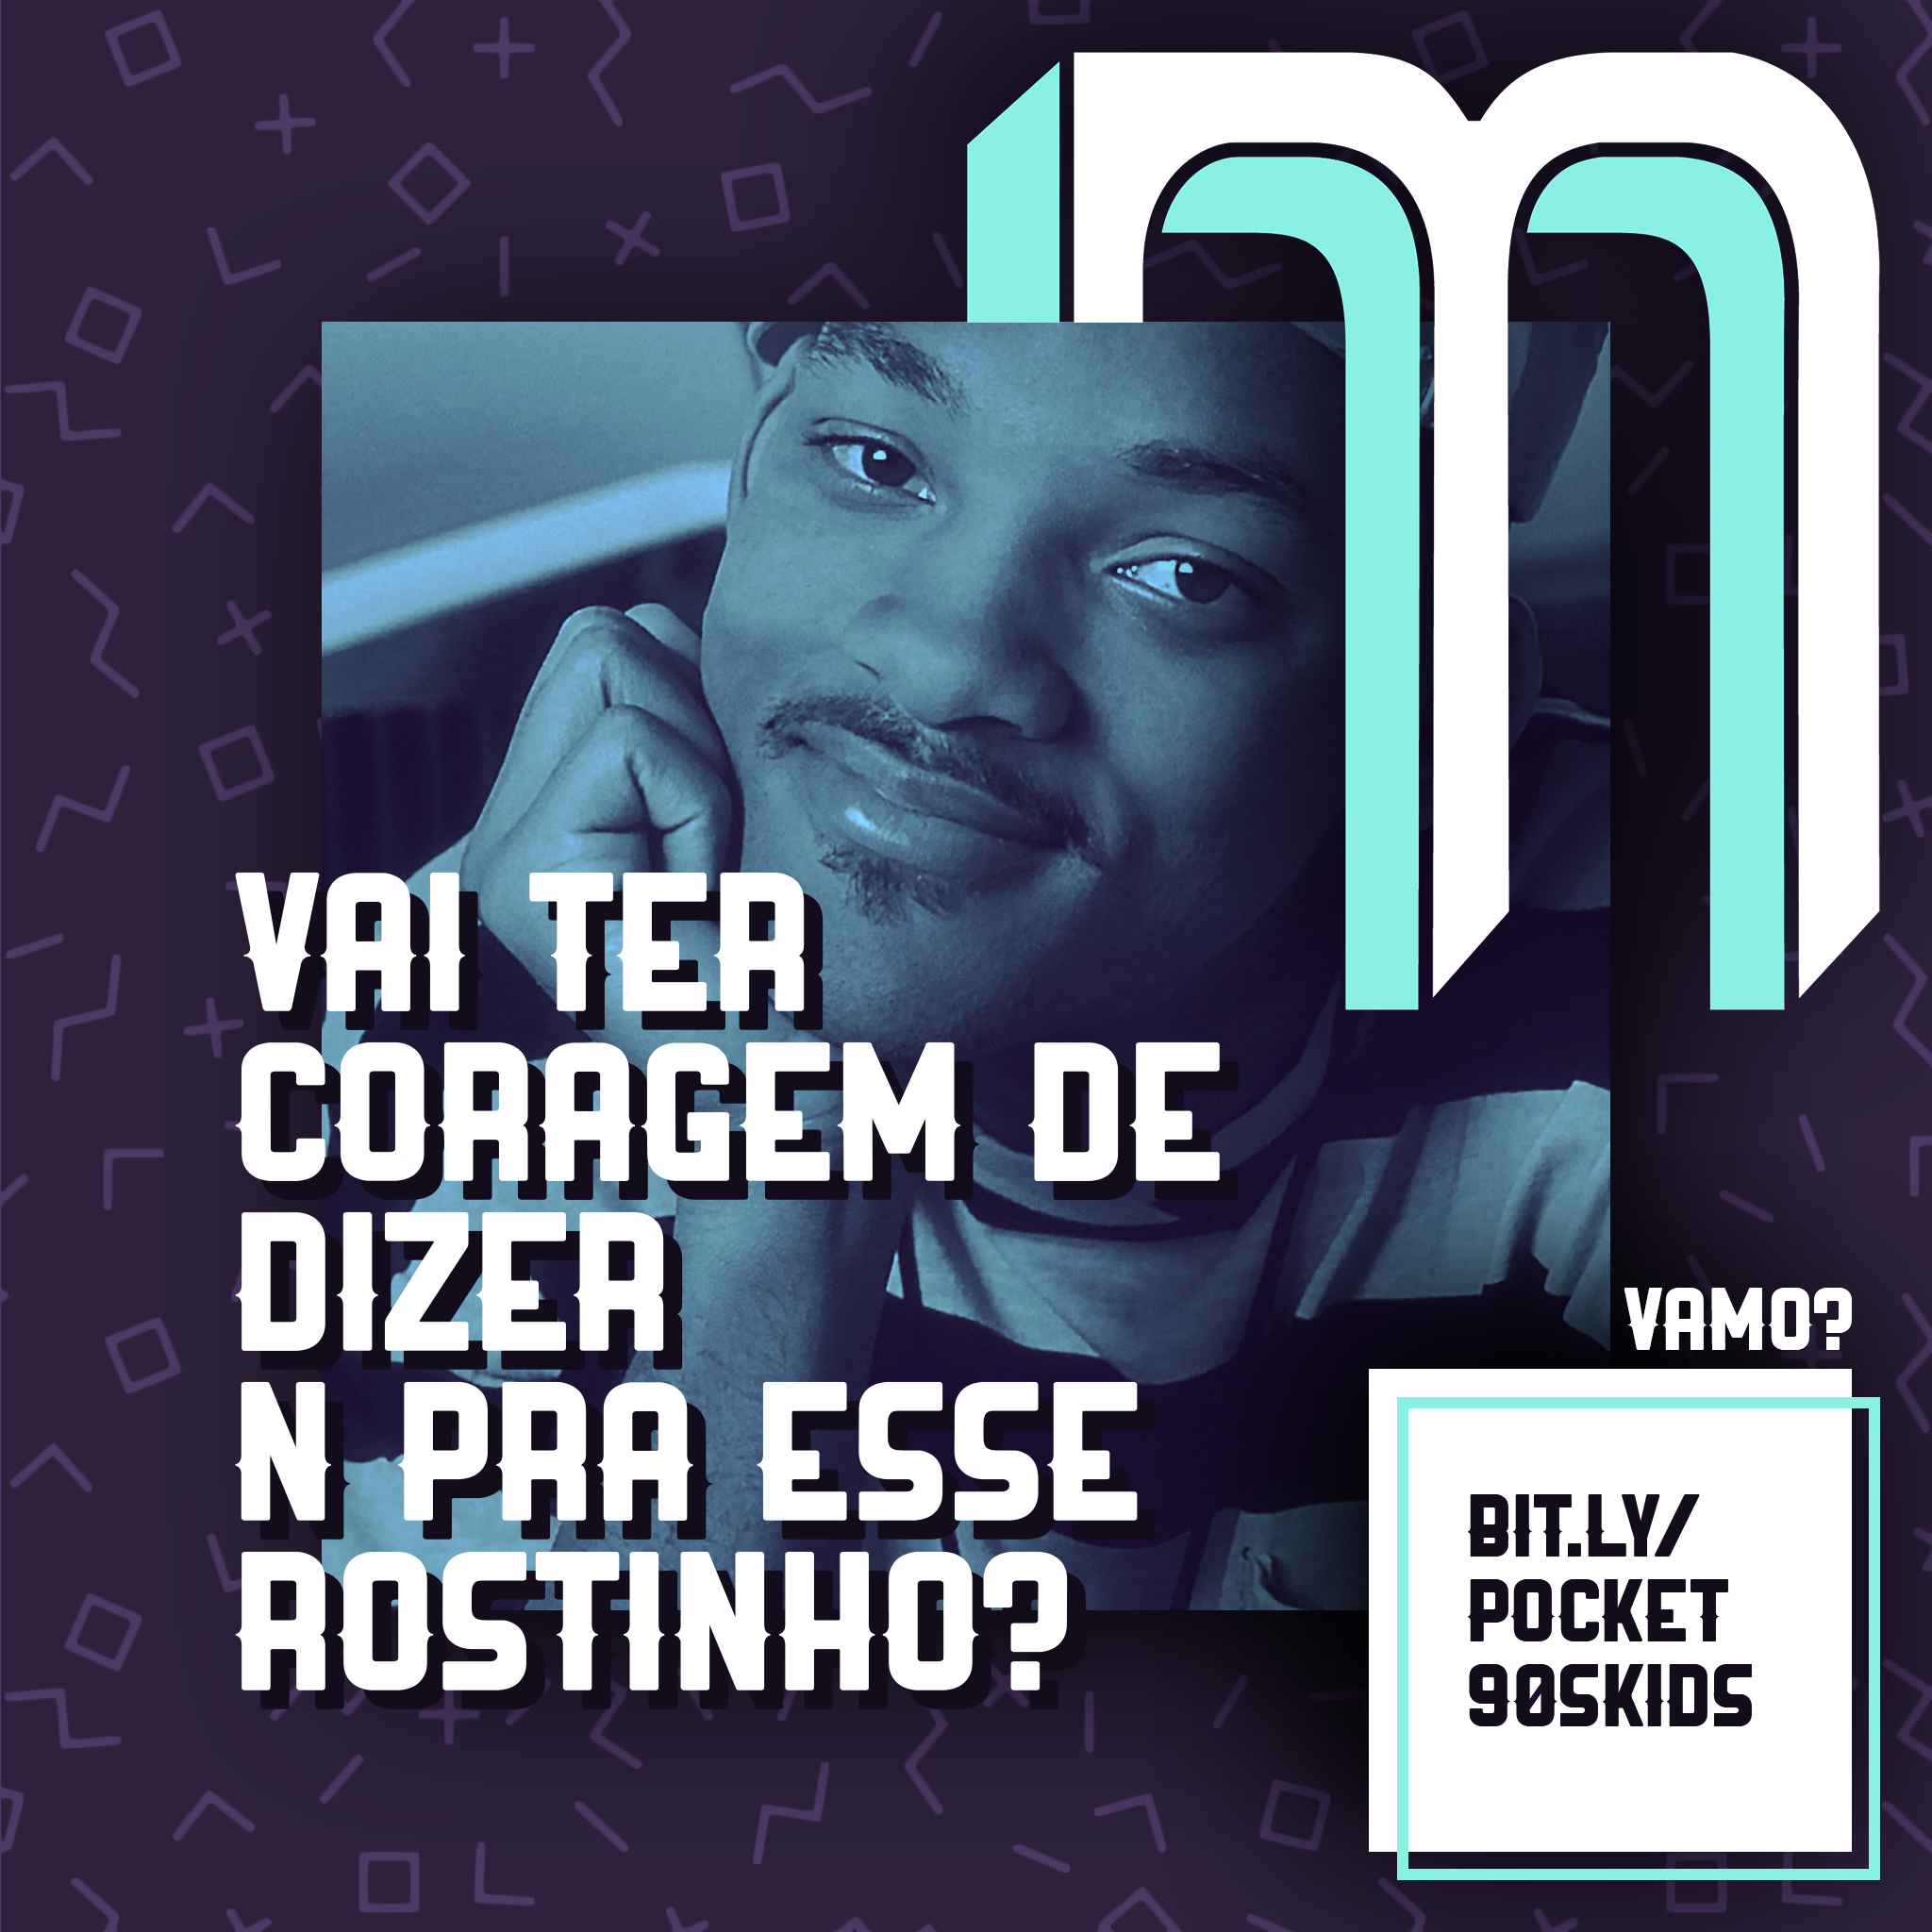 m
VAI TER
CORAGEM DE
DIZER
N PRA ESSE
ROSTINHO?
VAMO?
BIT.LY/
POCKET
90SKIDS